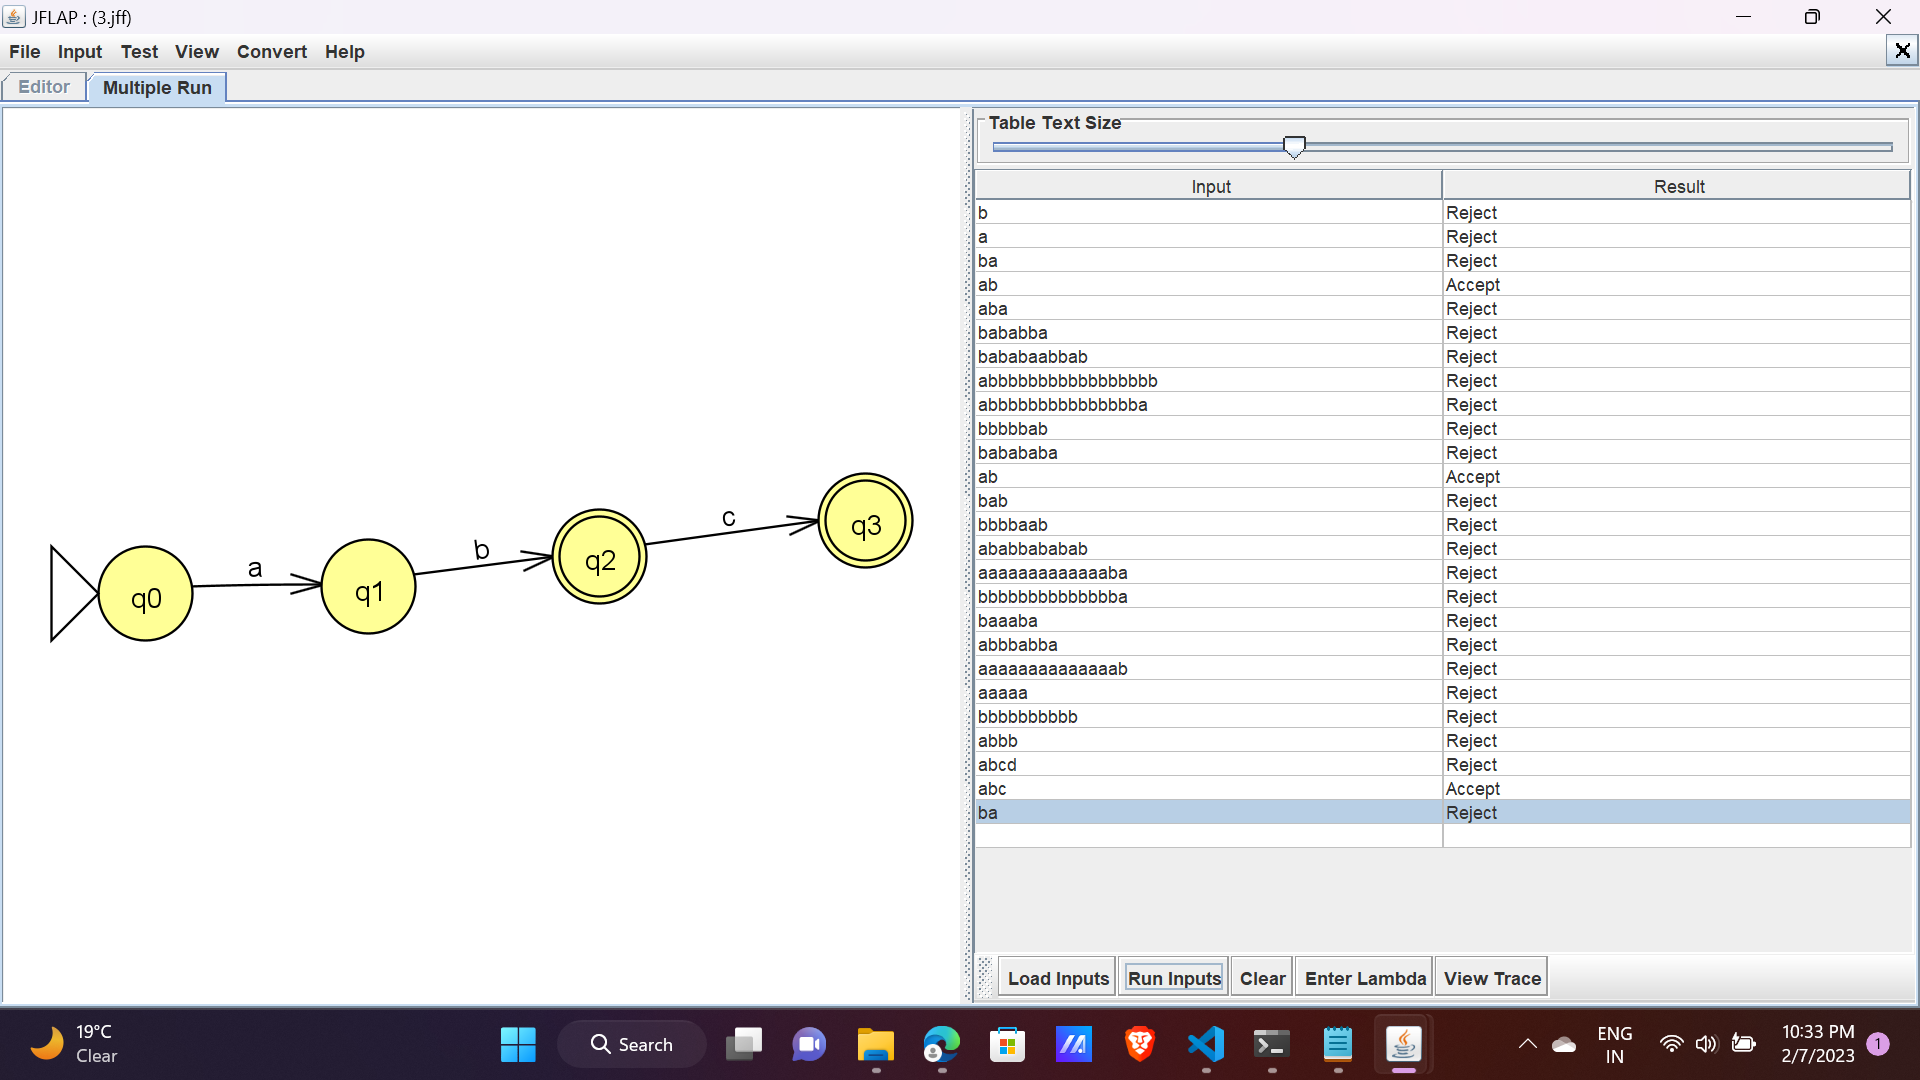 JFLAP : (3.jff)
File Input Test View Convert Help
Editor Multiple Run
Table Text Size
Input Result
b Reject
a Reject
ba Reject
ab Accept
aba Reject
bababba Reject
bababaabbab Reject
abbbbbbbbbbbbbbbbb Reject
abbbbbbbbbbbbbbba Reject
bbbbbab Reject
babababa Reject
ab Accept
bab Reject
bbbbaab Reject
ababbababab Reject
aaaaaaaaaaaaaba Reject
bbbbbbbbbbbbbba Reject
baaaba Reject
abbbabba Reject
aaaaaaaaaaaaaab Reject
aaaaa Reject
bbbbbbbbbb Reject
abbb Reject
abcd Reject
abc Accept
ba Reject
q0
a
q1
b
q2
c
q3
Load Inputs Run Inputs Clear Enter Lambda View Trace
19°C
Clear
Search
ENG
IN
10:33 PM
2/7/2023
1